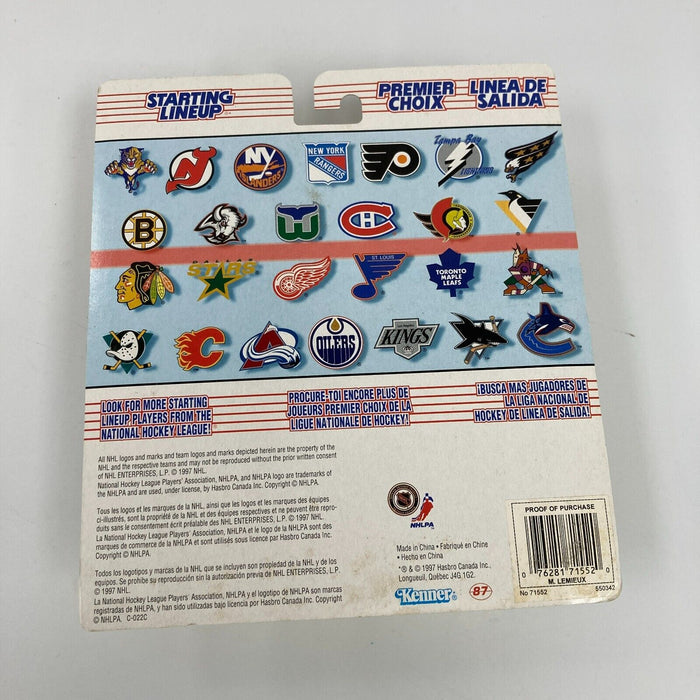 STARTING
LINEUP®
PREMIER
CHOIX
LINEA DE
SALIDA
NY
ISLANDERS
NEW YORK
RANGERS
Tampa Bay
LIGHTNING
B
DALLAS
STARS
ST. LOUIS
TORONTO
MAPLE
LEAFS
OILERS
Los Angeles
KINGS
LOOK FOR MORE STARTING
LINEUP PLAYERS FROM THE
NATIONAL HOCKEY LEAGUE!
PROCURE-TOI ENCORE PLUS DE
JOUEURS PREMIER CHOIX DE LA
LIGUE NATIONALE DE HOCKEY!
¡BUSCA MAS JUGADORES DE
LA LIGA NACIONAL DE
HOCKEY DE LINEA DE SALIDA!
All NHL logos and marks and team logos and marks depicted herein are the property of the
NHL and the respective teams and may not be reproduced without the prior written consent
of NHL ENTERPRISES, L.P. © 1997 NHL.
National Hockey League Players' Association, NHLPA, and NHLPA logo are trademarks of
the NHLPA and are used, under license, by Hasbro Canada Inc. Copyright © NHLPA.
Tous les logos et les marques de la NHL, ainsi que les logos et les marques des équipes
ci-illustrés, sont la propriété de la NHL et des équipes respectives et ne peuvent être repro-
duits sans le consentement écrit préalable des NHL ENTERPRISES, L.P. © 1997 NHL.
La National Hockey League Players' Association, NHLPA et le logo de la NHLPA sont des
marques de commerce de la NHLPA et sont utilisés sous licence par Hasbro Canada Inc.
Copyright © NHLPA.
Todos los logotipos y marcas de la NHL que se incluyen son propiedad de la NHL y de los
equipos. Se prohibe su reproducción sin la autorización previa de NHL ENTERPRISES, L.P.
© 1997 NHL.
La National Hockey League Players' Association, NHLPA y el logotipo de NHLPA son marcas
registradas de NHLPA, y han sido utilizadas bajo licencia por Hasbro Canada Inc. Copyright
© NHLPA. C-022C
NHLPA
Made in China • Fabriqué en Chine
• Hecho en China
*® & © 1997 Hasbro Canada Inc.,
Longueuil, Québec J4G,1G2.
Kenner®
87
PROOF OF PURCHASE
0 76281 71552 0
M. LEMIEUX
No 71552
550342